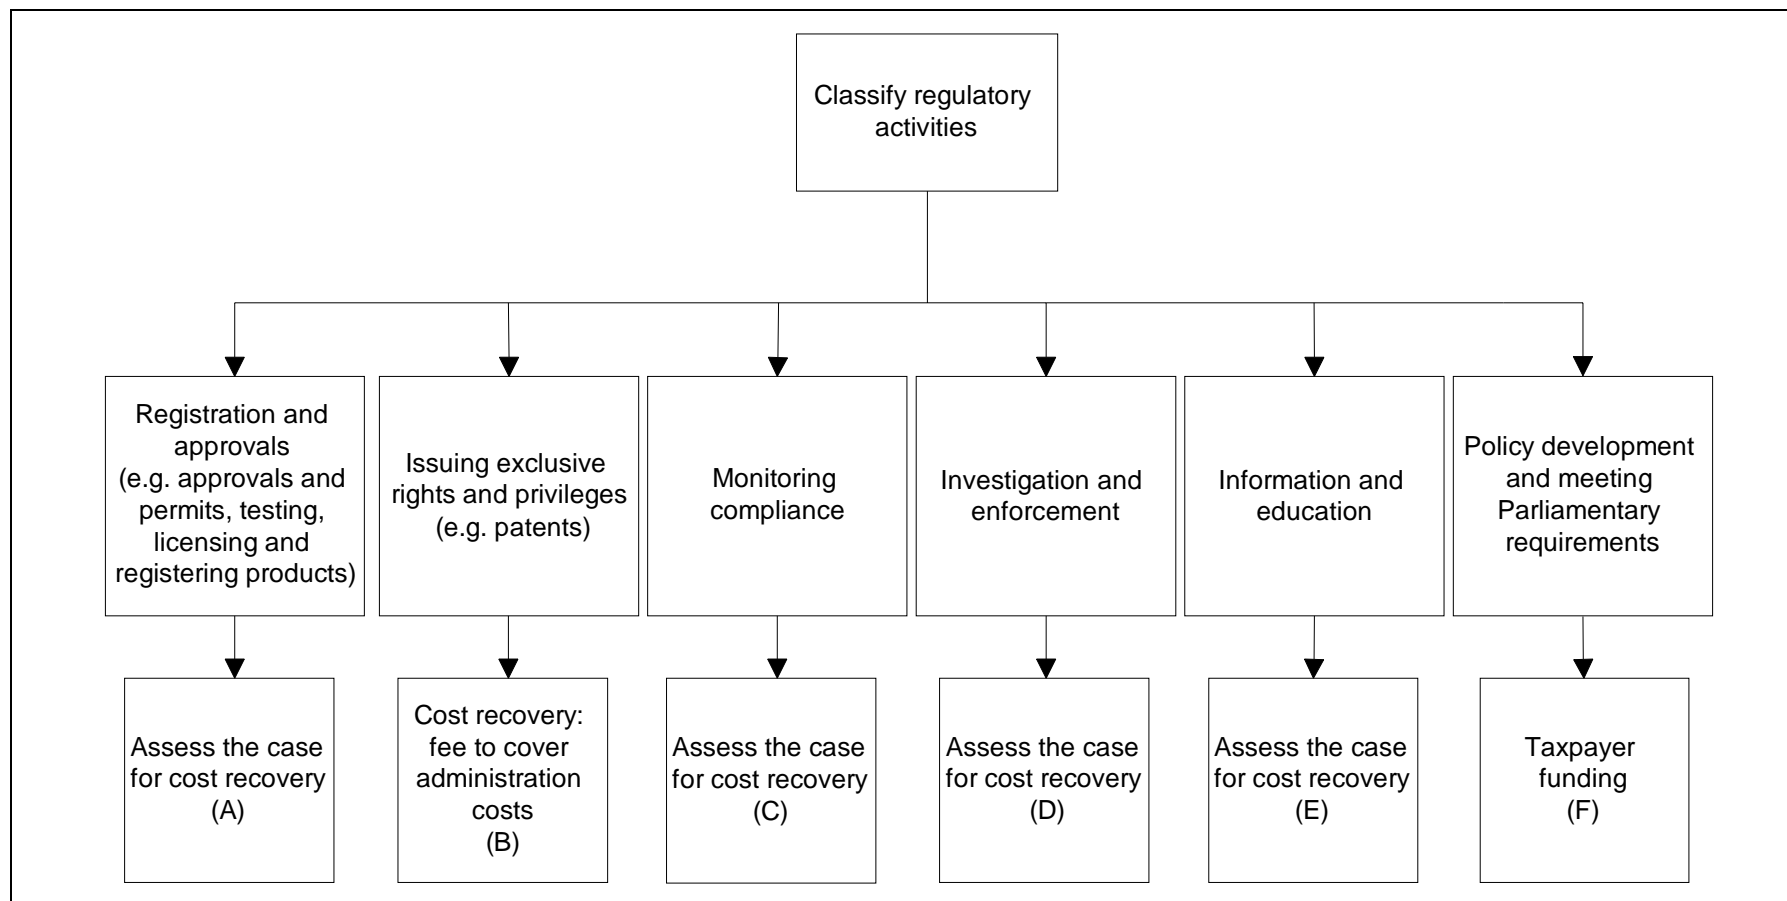 Classify regulatory
activities
Registration and
approvals
(e.g. approvals and
permits, testing,
licensing and
registering products)
Issuing exclusive
rights and privileges
(e.g. patents)
Monitoring
compliance
Investigation and
enforcement
Information and
education
Policy development
and meeting
Parliamentary
requirements
Assess the case
for cost recovery
(A)
Cost recovery:
fee to cover
administration
costs
(B)
Assess the case
for cost recovery
(C)
Assess the case
for cost recovery
(D)
Assess the case
for cost recovery
(E)
Taxpayer
funding
(F)